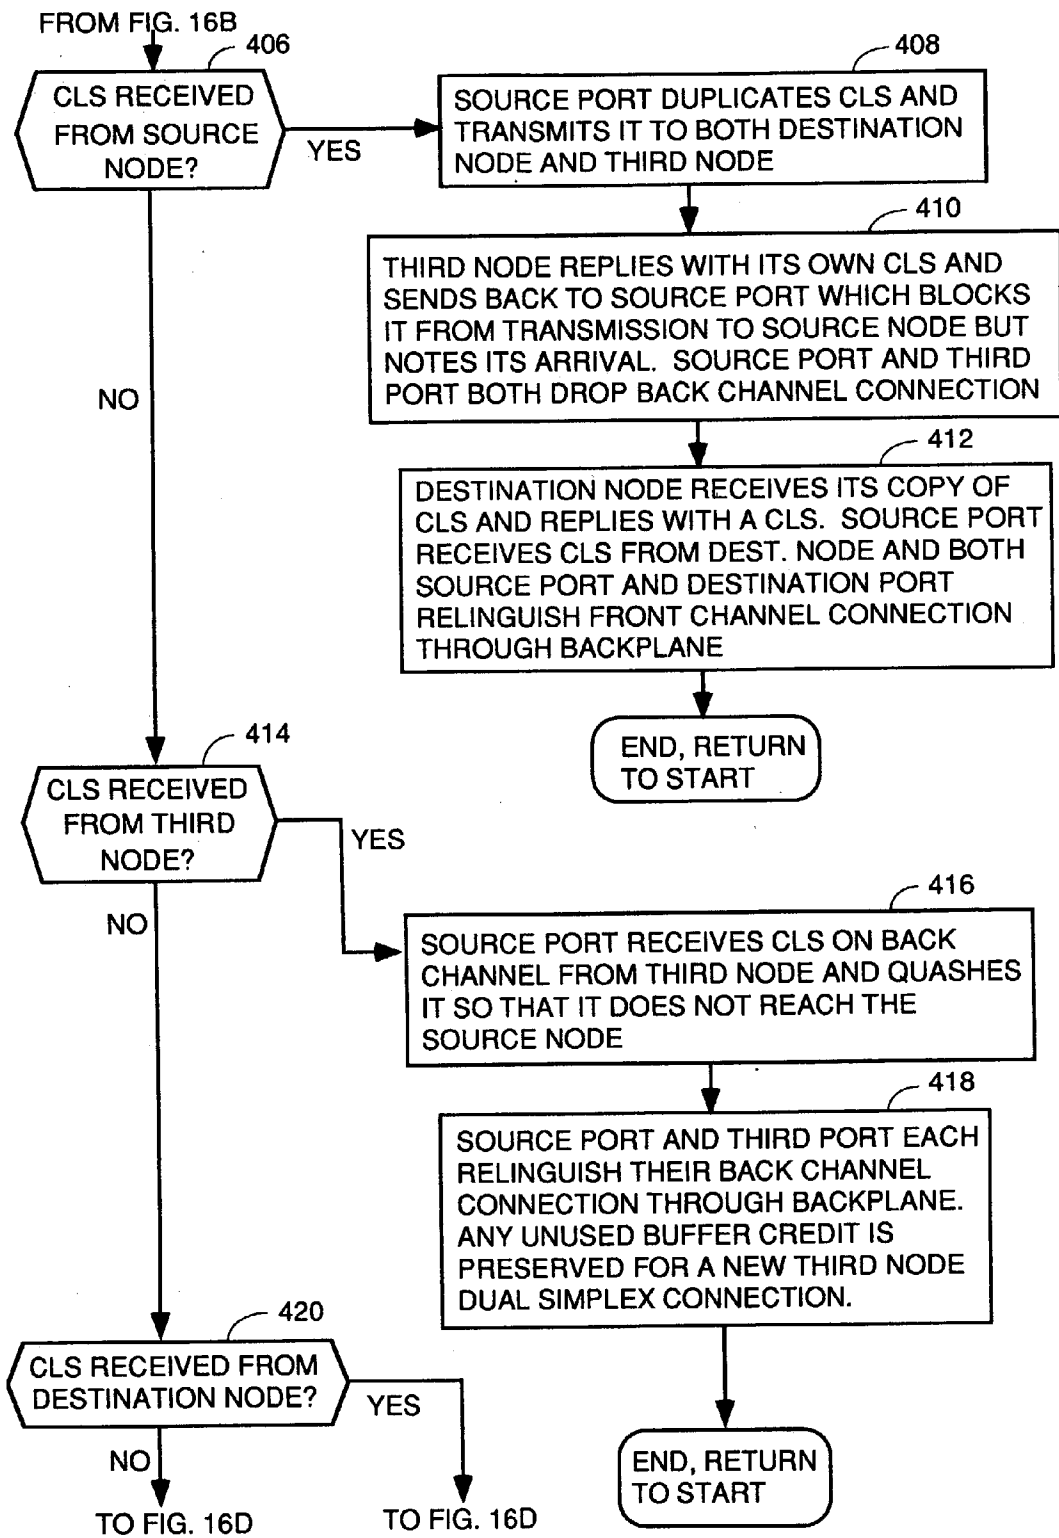 FROM FIG. 16B
406
CLS RECEIVED
FROM SOURCE
NODE?
YES
NO
408
SOURCE PORT DUPLICATES CLS AND
TRANSMITS IT TO BOTH DESTINATION
NODE AND THIRD NODE
410
THIRD NODE REPLIES WITH ITS OWN CLS AND
SENDS BACK TO SOURCE PORT WHICH BLOCKS
IT FROM TRANSMISSION TO SOURCE NODE BUT
NOTES ITS ARRIVAL. SOURCE PORT AND THIRD
PORT BOTH DROP BACK CHANNEL CONNECTION
412
DESTINATION NODE RECEIVES ITS COPY OF
CLS AND REPLIES WITH A CLS. SOURCE PORT
RECEIVES CLS FROM DEST. NODE AND BOTH
SOURCE PORT AND DESTINATION PORT
RELINGUISH FRONT CHANNEL CONNECTION
THROUGH BACKPLANE
END, RETURN
TO START
414
CLS RECEIVED
FROM THIRD
NODE?
YES
NO
416
SOURCE PORT RECEIVES CLS ON BACK
CHANNEL FROM THIRD NODE AND QUASHES
IT SO THAT IT DOES NOT REACH THE
SOURCE NODE
418
SOURCE PORT AND THIRD PORT EACH
RELINGUISH THEIR BACK CHANNEL
CONNECTION THROUGH BACKPLANE.
ANY UNUSED BUFFER CREDIT IS
PRESERVED FOR A NEW THIRD NODE
DUAL SIMPLEX CONNECTION.
END, RETURN
TO START
420
CLS RECEIVED FROM
DESTINATION NODE?
YES
NO
TO FIG. 16D
TO FIG. 16D